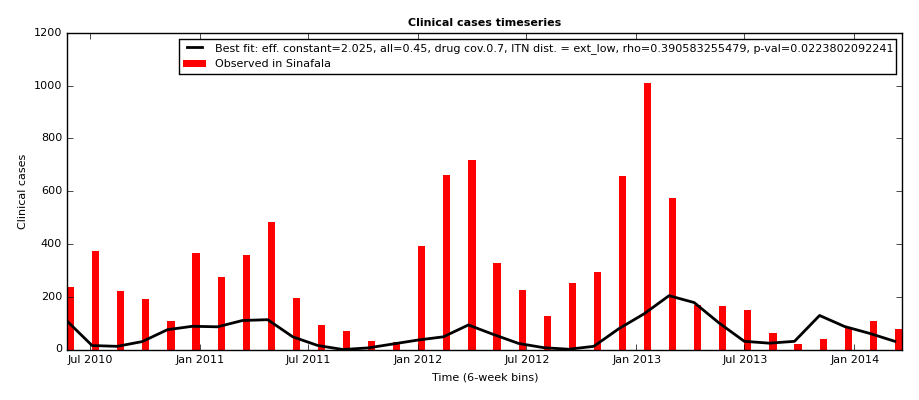 Clinical cases timeseries
1200
1000
800
600
400
200
0
Clinical cases
Best fit: eff. constant=2.025, all=0.45, drug cov.0.7, ITN dist. = ext_low, rho=0.390583255479, p-val=0.0223802092241
Observed in Sinafala
Jul 2010 Jan 2011 Jul 2011 Jan 2012 Jul 2012 Jan 2013 Jul 2013 Jan 2014
Time (6-week bins)